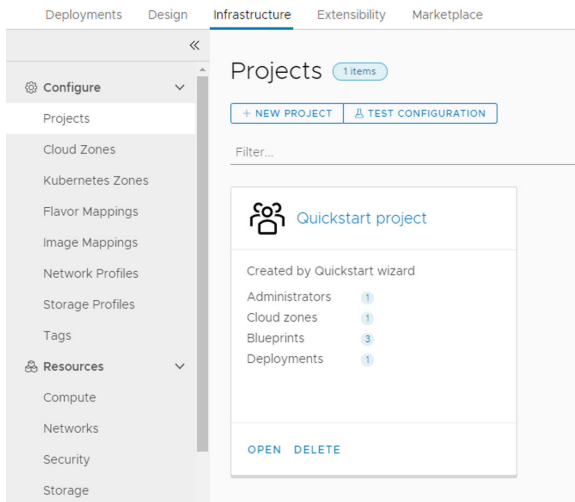 Deployments Design Infrastructure Extensibility Marketplace
Configure
Projects
Cloud Zones
Kubernetes Zones
Flavor Mappings
Image Mappings
Network Profiles
Storage Profiles
Tags
Resources
Compute
Networks
Security
Storage
Projects 1 items
+ NEW PROJECT TEST CONFIGURATION
Filter...
Quickstart project
Created by Quickstart wizard
Administrators 1
Cloud zones 1
Blueprints 3
Deployments 1
OPEN DELETE